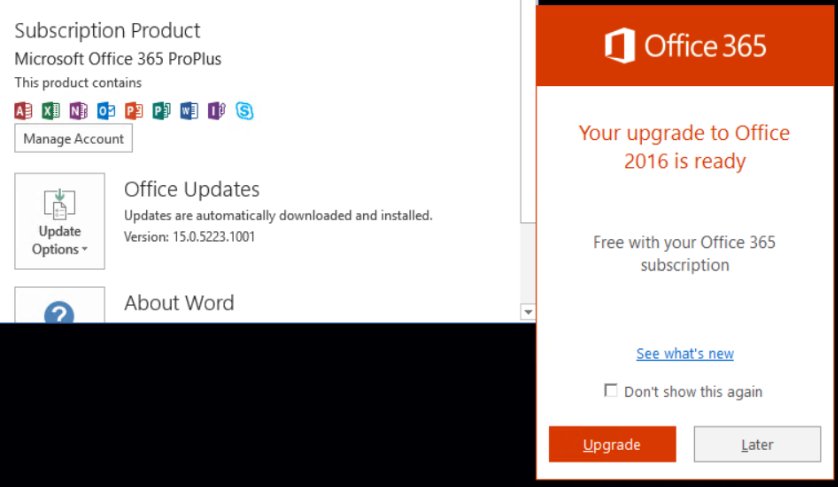 Subscription Product
Microsoft Office 365 ProPlus
This product contains
Manage Account
Update
Options
Office Updates
Updates are automatically downloaded and installed.
Version: 15.0.5223.1001
About Word
?
Office 365
Your upgrade to Office
2016 is ready
Free with your Office 365
subscription
See what's new
Don't show this again
Upgrade
Later